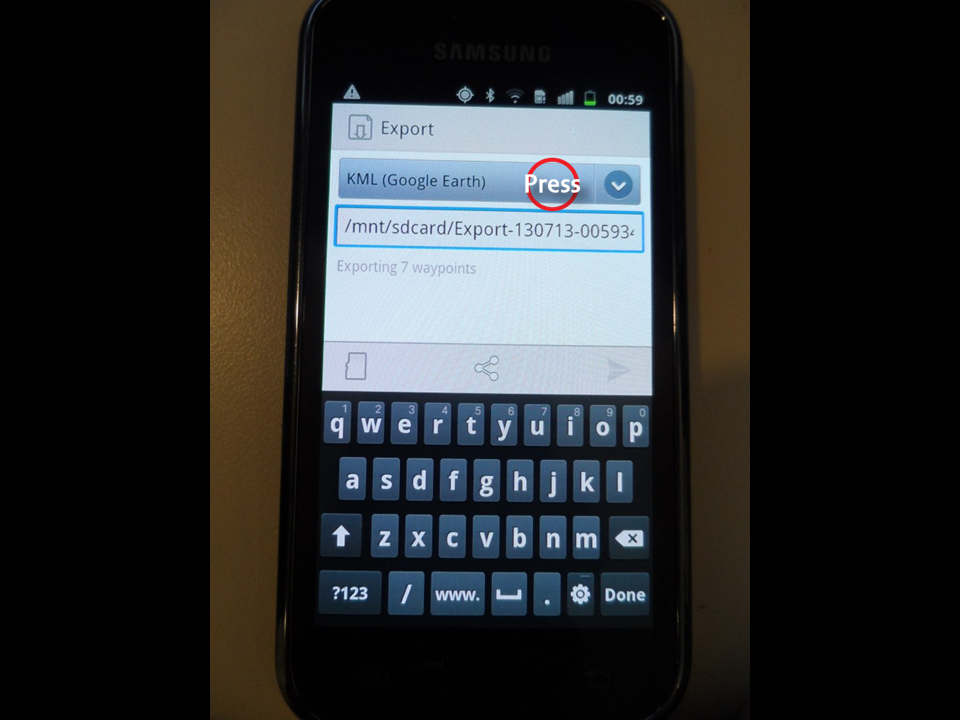 SAMSUNG
00:59
Export
KML (Google Earth)
Press
/mnt/sdcard/Export-130713-00593
Exporting 7 waypoints
1 2 3 4 5 6 7 8 9 0
q w e r t y u i o p
a s d f g h j k l
z x c v b n m
?123 / www. . Done